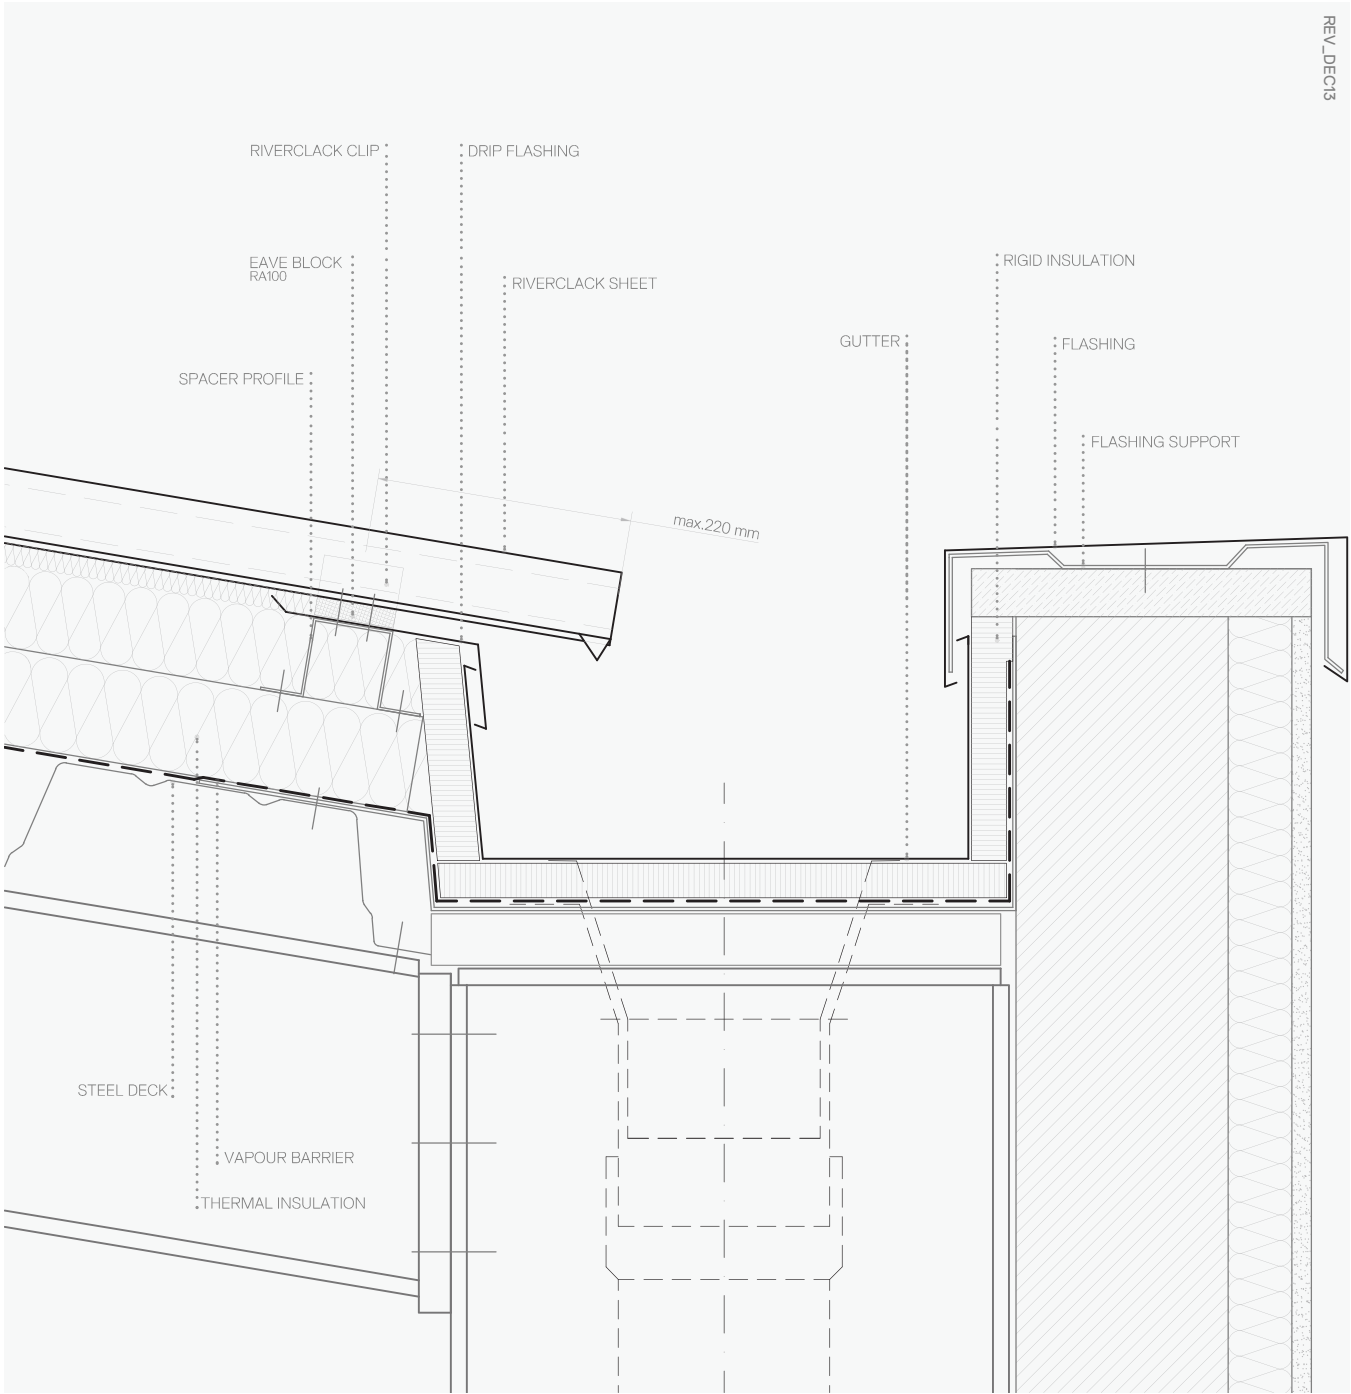 REV_DEC13
RIVERCLACK CLIP
DRIP FLASHING
EAVE BLOCK
RA100
RIVERCLACK SHEET
RIGID INSULATION
GUTTER
FLASHING
SPACER PROFILE
FLASHING SUPPORT
max.220 mm
STEEL DECK
VAPOUR BARRIER
THERMAL INSULATION